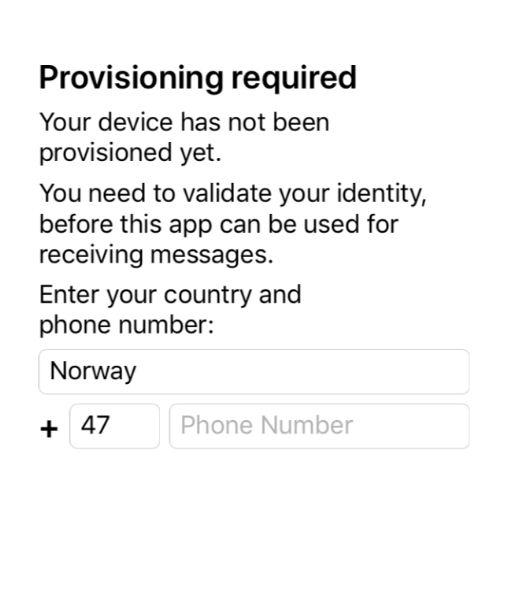 Provisioning required
Your device has not been
provisioned yet.
You need to validate your identity,
before this app can be used for
receiving messages.
Enter your country and
phone number:
Norway
+ 47 Phone Number